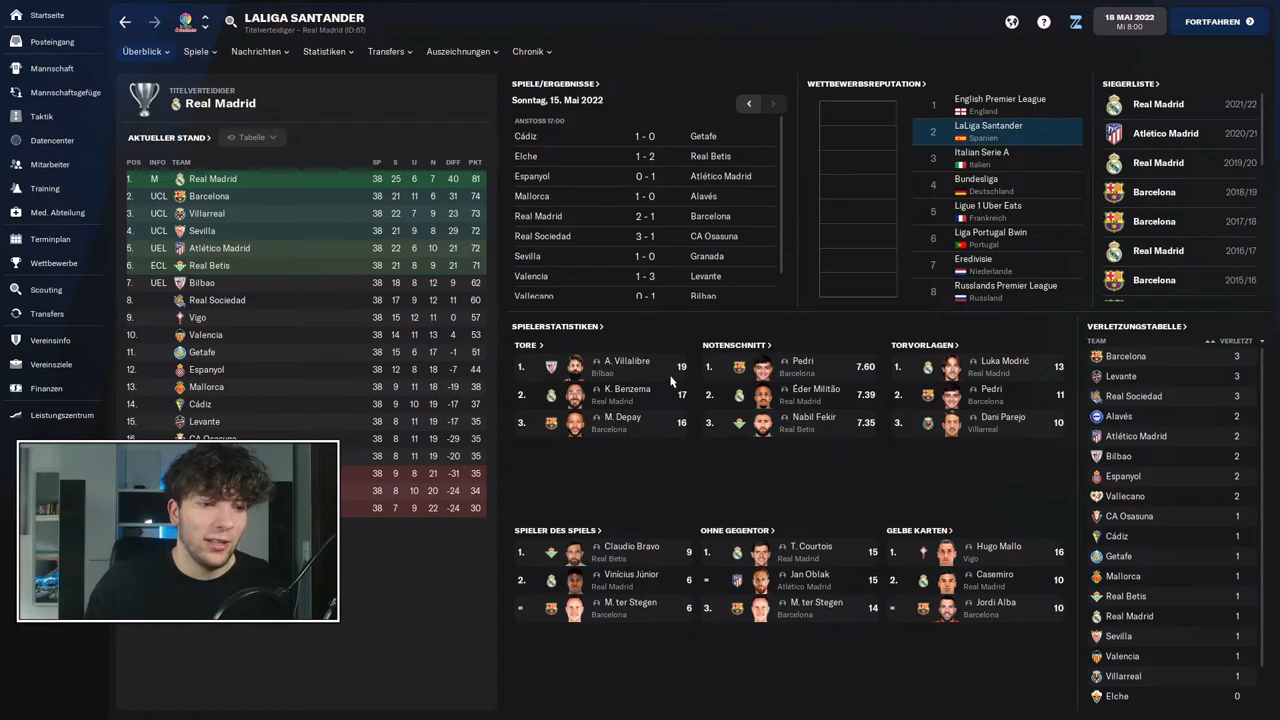 Startseite
Posteingang
Mannschaft
Mannschaftsgefüge
Taktik
Datencenter
Mitarbeiter
Training
Med. Abteilung
Terminplan
Wettbewerbe
Scouting
Transfers
Vereinsinfo
Vereinsziele
Finanzen
Leistungszentrum
LALIGA SANTANDER
Titelverteidiger – Real Madrid (ID:67)
18 MAI 2022
Mi 8:00
FORTFAHREN
Überblick Spiele Nachrichten Statistiken Transfers Auszeichnungen Chronik
TITELVERTEIDIGER
Real Madrid
AKTUELLER STAND Tabelle
POS INFO TEAM SP S U N DIFF PKT
1. M Real Madrid 38 25 6 7 40 81
2. UCL Barcelona 38 21 11 6 31 74
3. UCL Villarreal 38 22 7 9 23 73
4. UCL Sevilla 38 21 9 8 29 72
5. UEL Atlético Madrid 38 22 6 10 21 72
6. ECL Real Betis 38 21 8 9 21 71
7. UEL Bilbao 38 18 8 12 9 62
8. Real Sociedad 38 17 9 12 11 60
9. Vigo 38 15 12 11 0 57
10. Valencia 38 14 11 13 4 53
11. Getafe 38 15 6 17 -1 51
12. Espanyol 38 11 11 16 -7 44
13. Mallorca 38 11 5 22 -19 38
14. Cádiz 38 10 9 19 -17 37
15. Levante 38 9 10 19 -17 37
16. CA Osasuna 38 8 11 19 -29 35
38 8 11 19 -20 35
38 9 8 21 -31 35
38 8 10 20 -24 34
38 7 9 22 -24 30
SPIELE/ERGEBNISSE
Sonntag, 15. Mai 2022
ANSTOSS 17:00
Cádiz 1 - 0 Getafe
Elche 1 - 2 Real Betis
Espanyol 0 - 1 Atlético Madrid
Mallorca 1 - 0 Alavés
Real Madrid 2 - 1 Barcelona
Real Sociedad 3 - 1 CA Osasuna
Sevilla 1 - 0 Granada
Valencia 1 - 3 Levante
Vallecano 0 - 1 Bilbao
WETTBEWERBSREPUTATION
1 English Premier League
England
2 LaLiga Santander
Spanien
3 Italian Serie A
Italien
4 Bundesliga
Deutschland
5 Ligue 1 Uber Eats
Frankreich
6 Liga Portugal Bwin
Portugal
7 Eredivisie
Niederlande
8 Russlands Premier League
Russland
SIEGERLISTE
Real Madrid 2021/22
Atlético Madrid 2020/21
Real Madrid 2019/20
Barcelona 2018/19
Barcelona 2017/18
Real Madrid 2016/17
Barcelona 2015/16
SPIELERSTATISTIKEN
TORE
1. A. Villalibre 19
Bilbao
2. K. Benzema 17
Real Madrid
3. M. Depay 16
Barcelona
NOTENSCHNITT
1. Pedri 7.60
Barcelona
2. Éder Militão 7.39
Real Madrid
3. Nabil Fekir 7.35
Real Betis
TORVORLAGEN
1. Luka Modrić 13
Real Madrid
2. Pedri 11
Barcelona
3. Dani Parejo 10
Villarreal
SPIELER DES SPIELS
1. Claudio Bravo 9
Real Betis
2. Vinícius Júnior 6
Real Madrid
= M. ter Stegen 6
Barcelona
OHNE GEGENTOR
1. T. Courtois 15
Real Madrid
= Jan Oblak 15
Atlético Madrid
3. M. ter Stegen 14
Barcelona
GELBE KARTEN
1. Hugo Mallo 16
Vigo
2. Casemiro 10
Real Madrid
= Jordi Alba 10
Barcelona
VERLETZUNGSTABELLE
TEAM VERLETZT
Barcelona 3
Levante 3
Real Sociedad 3
Alavés 2
Atlético Madrid 2
Bilbao 2
Espanyol 2
Vallecano 2
CA Osasuna 1
Cádiz 1
Getafe 1
Mallorca 1
Real Betis 1
Real Madrid 1
Sevilla 1
Valencia 1
Villarreal 1
Elche 0